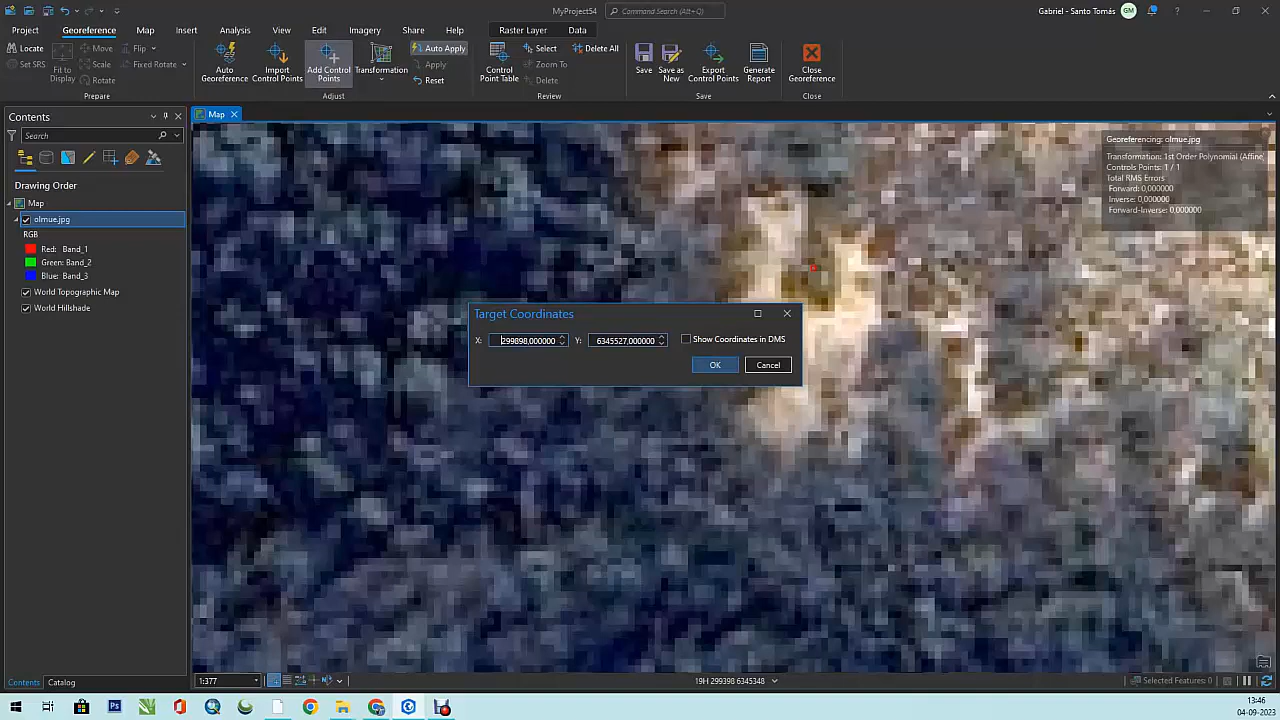 MyProject54
Command Search (Alt+Q)
Gabriel - Santo Tomás
GM
?
Project
Georeference
Map
Insert
Analysis
View
Edit
Imagery
Share
Help
Raster Layer
Data
Locate
Set SRS
Fit to Display
Move
Scale
Rotate
Flip
Fixed Rotate
Prepare
Auto Georeference
Import Control Points
Add Control Points
Transformation
Auto Apply
Apply
Reset
Adjust
Control Point Table
Select
Zoom To
Delete
Delete All
Review
Save
Save as New
Export Control Points
Generate Report
Save
Close Georeference
Close
Contents
Search
Drawing Order
Map
olmue.jpg
RGB
Red: Band_1
Green: Band_2
Blue: Band_3
World Topographic Map
World Hillshade
Contents
Catalog
Map
Georeferencing: olmue.jpg
Transformation: 1st Order Polynomial (Affine)
Controls Points: 1 / 1
Total RMS Errors
Forward: 0,000000
Inverse: 0,000000
Forward-Inverse: 0,000000
Target Coordinates
X: 299898,000000
Y: 6345527,000000
Show Coordinates in DMS
OK
Cancel
1:377
19H 299398 6345348
Selected Features: 0
13:46
04-09-2023